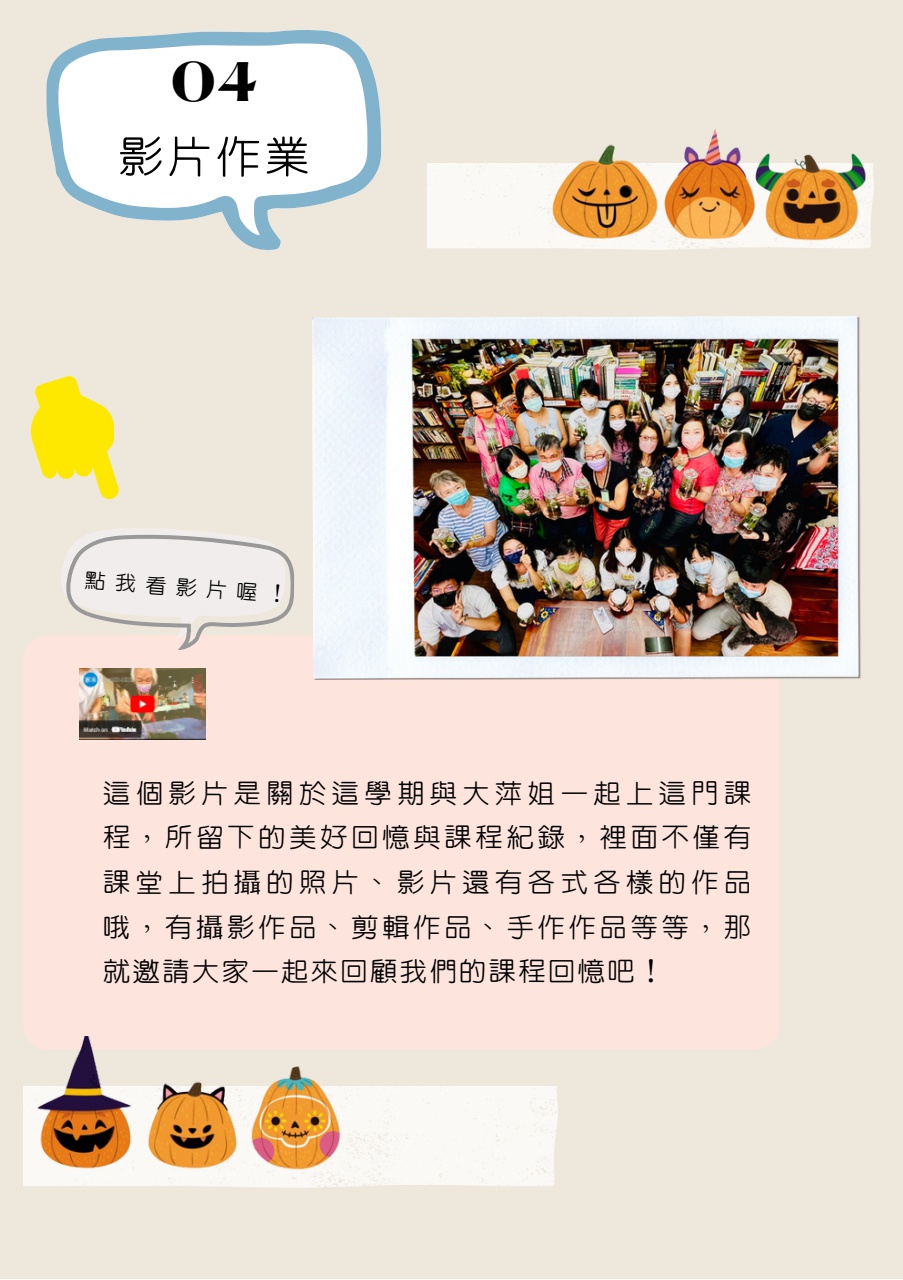 04
影片作業
點我看影片喔！
Watch on YouTube
這個影片是關於這學期與大萍姐一起上這門課
程，所留下的美好回憶與課程紀錄，裡面不僅有
課堂上拍攝的照片、影片還有各式各樣的作品
哦，有攝影作品、剪輯作品、手作作品等等，那
就邀請大家一起來回顧我們的課程回憶吧！